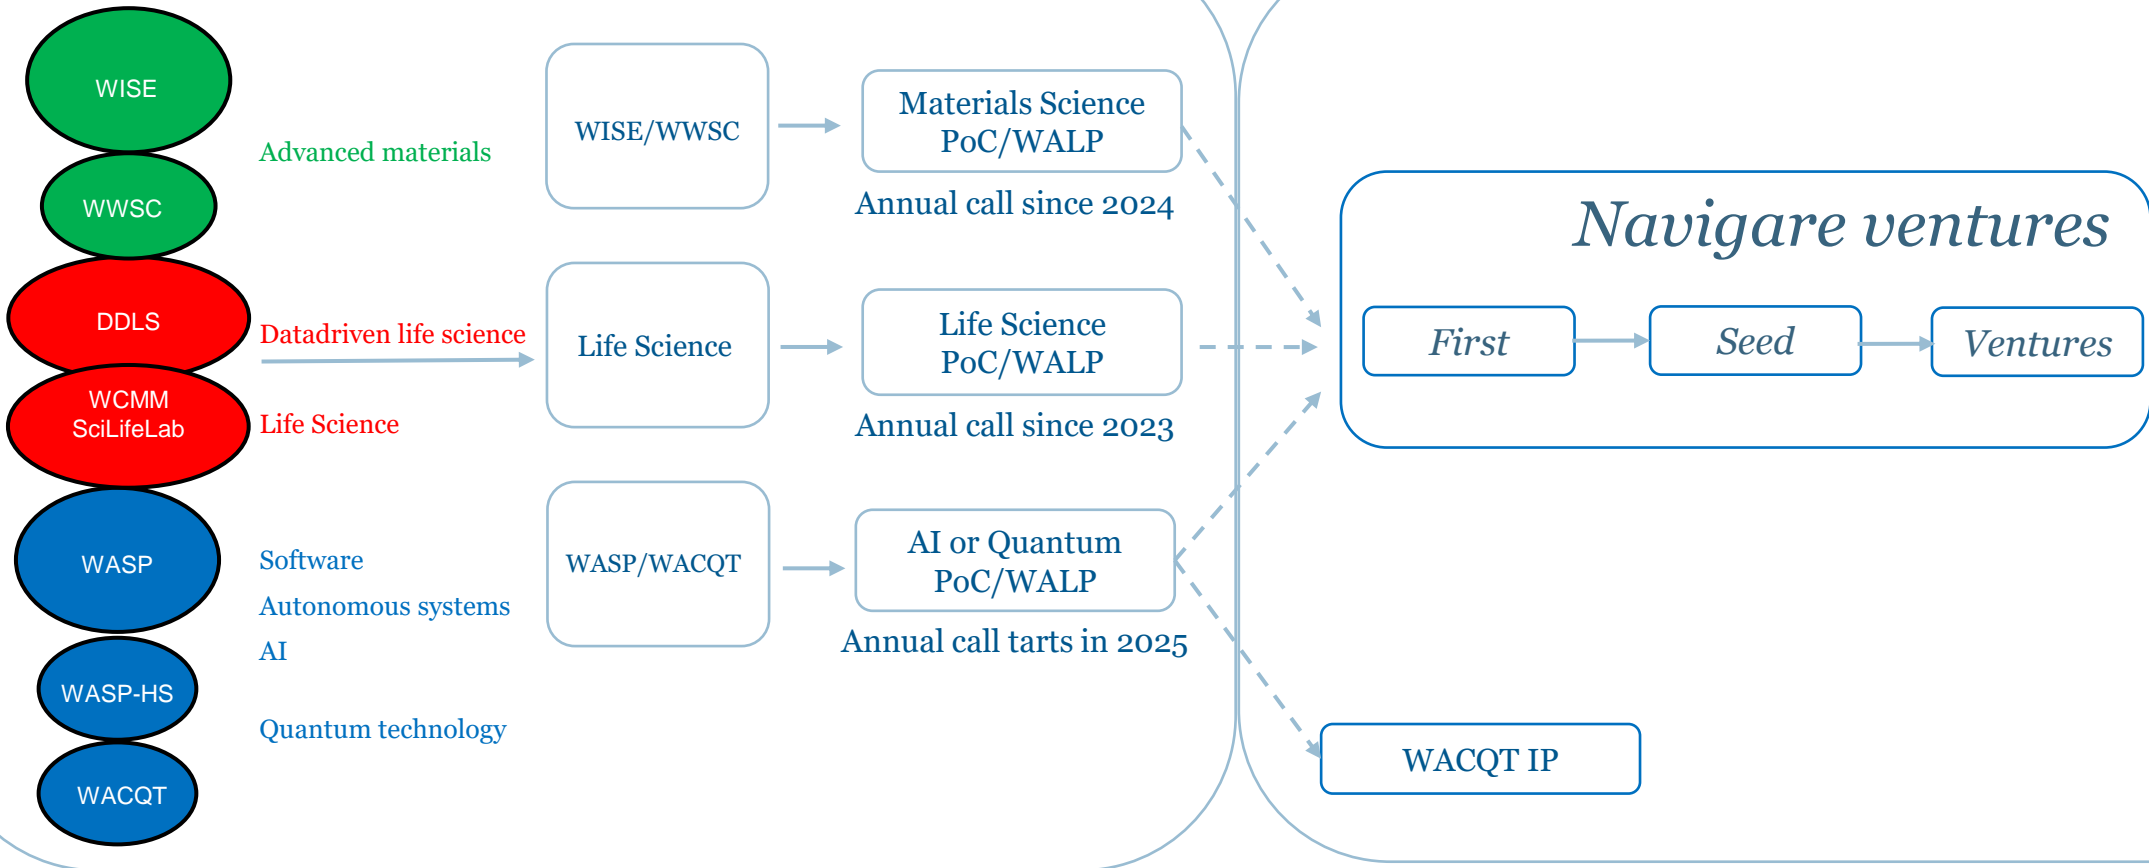 WISE
WWSC
DDLS
WCMM
SciLifeLab
WASP
WASP-HS
WACQT
Advanced materials
Datadriven life science
Life Science
Software
Autonomous systems
AI
Quantum technology
WISE/WWSC
Life Science
WASP/WACQT
Materials Science
PoC/WALP
Annual call since 2024
Life Science
PoC/WALP
Annual call since 2023
AI or Quantum
PoC/WALP
Annual call tarts in 2025
Navigare ventures
First
Seed
Ventures
WACQT IP